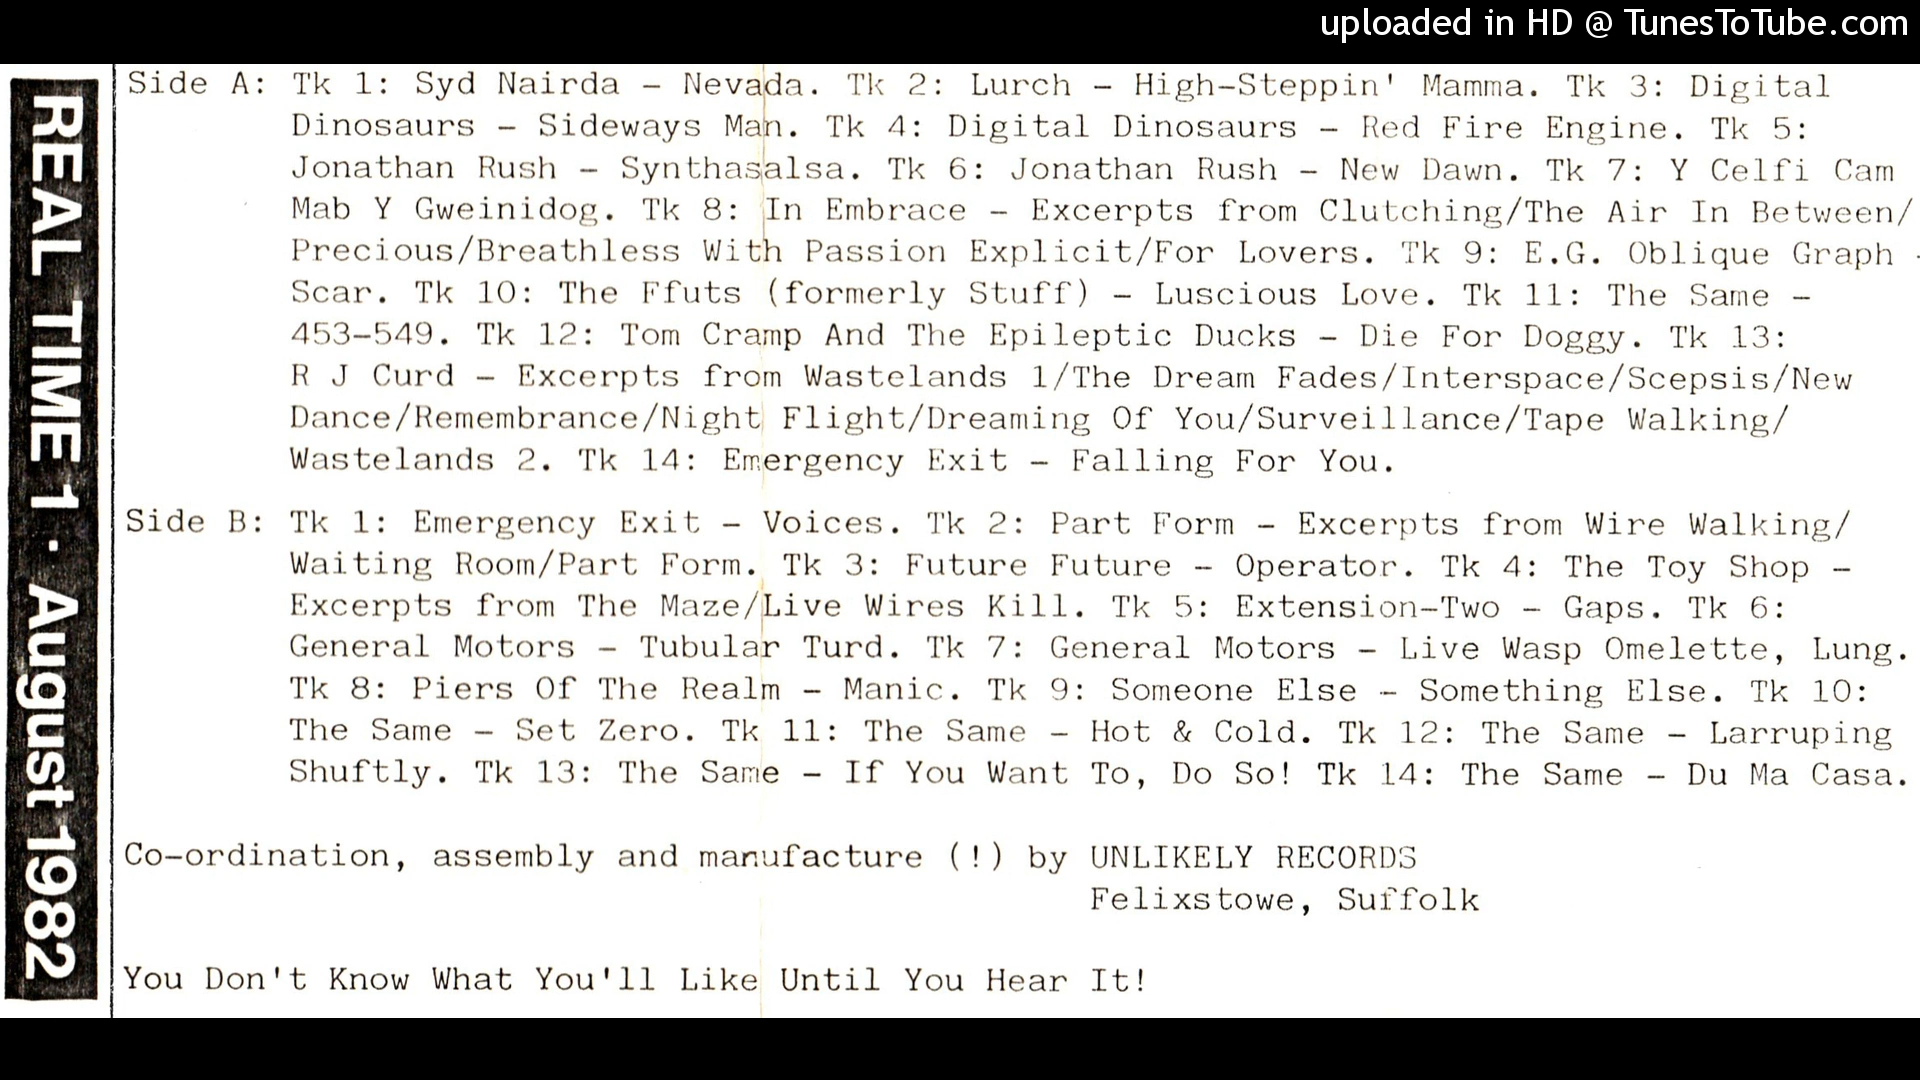 uploaded in HD @ TunesToTube.com
REAL TIME 1 · August 1982
Side A: Tk 1: Syd Nairda – Nevada. Tk 2: Lurch – High-Steppin' Mamma. Tk 3: Digital
Dinosaurs – Sideways Man. Tk 4: Digital Dinosaurs – Red Fire Engine. Tk 5:
Jonathan Rush – Synthasalsa. Tk 6: Jonathan Rush – New Dawn. Tk 7: Y Celfi Cam
Mab Y Gweinidog. Tk 8: In Embrace – Excerpts from Clutching/The Air In Between/
Precious/Breathless With Passion Explicit/For Lovers. Tk 9: E.G. Oblique Graph -
Scar. Tk 10: The Ffuts (formerly Stuff) – Luscious Love. Tk 11: The Same –
453-549. Tk 12: Tom Cramp And The Epileptic Ducks – Die For Doggy. Tk 13:
R J Curd – Excerpts from Wastelands 1/The Dream Fades/Interspace/Scepsis/New
Dance/Remembrance/Night Flight/Dreaming Of You/Surveillance/Tape Walking/
Wastelands 2. Tk 14: Emergency Exit – Falling For You.
Side B: Tk 1: Emergency Exit – Voices. Tk 2: Part Form – Excerpts from Wire Walking/
Waiting Room/Part Form. Tk 3: Future Future – Operator. Tk 4: The Toy Shop –
Excerpts from The Maze/Live Wires Kill. Tk 5: Extension-Two – Gaps. Tk 6:
General Motors – Tubular Turd. Tk 7: General Motors – Live Wasp Omelette, Lung.
Tk 8: Piers Of The Realm – Manic. Tk 9: Someone Else – Something Else. Tk 10:
The Same – Set Zero. Tk 11: The Same – Hot & Cold. Tk 12: The Same – Larruping
Shuftly. Tk 13: The Same – If You Want To, Do So! Tk 14: The Same – Du Ma Casa.
Co-ordination, assembly and manufacture (!) by UNLIKELY RECORDS
Felixstowe, Suffolk
You Don't Know What You'll Like Until You Hear It!